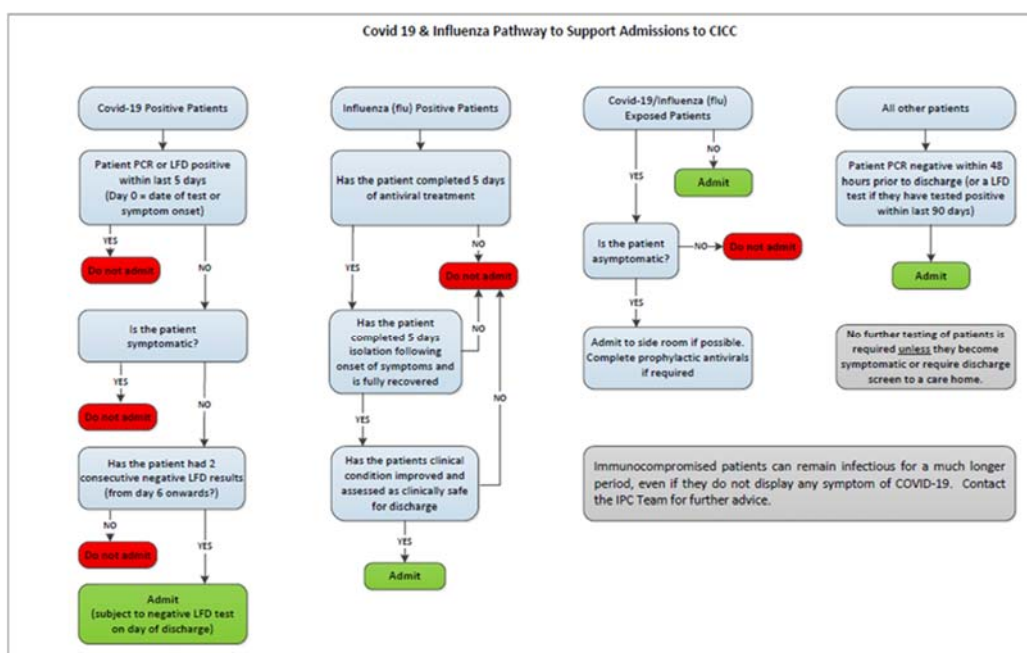 Covid 19 & Influenza Pathway to Support Admissions to CICC
Covid-19 Positive Patients
Patient PCR or LFD positive
within last 5 days
(Day 0 = date of test or
symptom onset)
YES
Do not admit
NO
Is the patient
symptomatic?
YES
Do not admit
NO
Has the patient had 2
consecutive negative LFD results
(from day 6 onwards?)
NO
Do not admit
YES
Admit
(subject to negative LFD test
on day of discharge)
Influenza (flu) Positive Patients
Has the patient completed 5 days
of antiviral treatment
NO
Do not admit
YES
Has the patient
completed 5 days
isolation following
onset of symptoms and
is fully recovered
NO
YES
Has the patients clinical
condition improved and
assessed as clinically safe
for discharge
NO
YES
Admit
Covid-19/Influenza (flu)
Exposed Patients
NO
Admit
YES
Is the patient
asymptomatic?
NO
Do not admit
YES
Admit to side room if possible.
Complete prophylactic antivirals
if required
All other patients
Patient PCR negative within 48
hours prior to discharge (or a LFD
test if they have tested positive
within last 90 days)
Admit
No further testing of patients is
required unless they become
symptomatic or require discharge
screen to a care home.
Immunocompromised patients can remain infectious for a much longer
period, even if they do not display any symptom of COVID-19. Contact
the IPC Team for further advice.